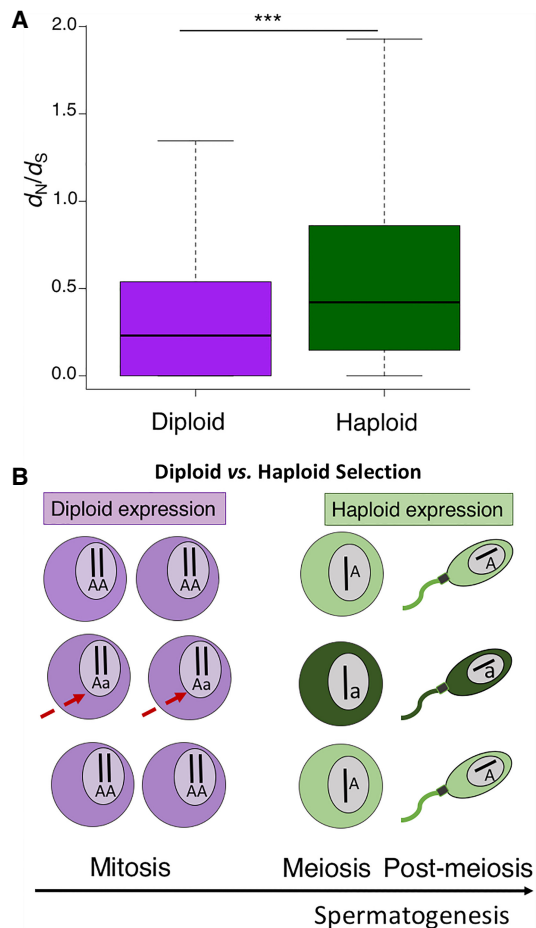 A
***
2.0
1.5
1.0
0.5
0.0
dN/dS
Diploid
Haploid
B
Diploid vs. Haploid Selection
Diploid expression
Haploid expression
AA
AA
A
A
Aa
Aa
a
a
AA
AA
A
A
Mitosis
Meiosis
Post-meiosis
Spermatogenesis